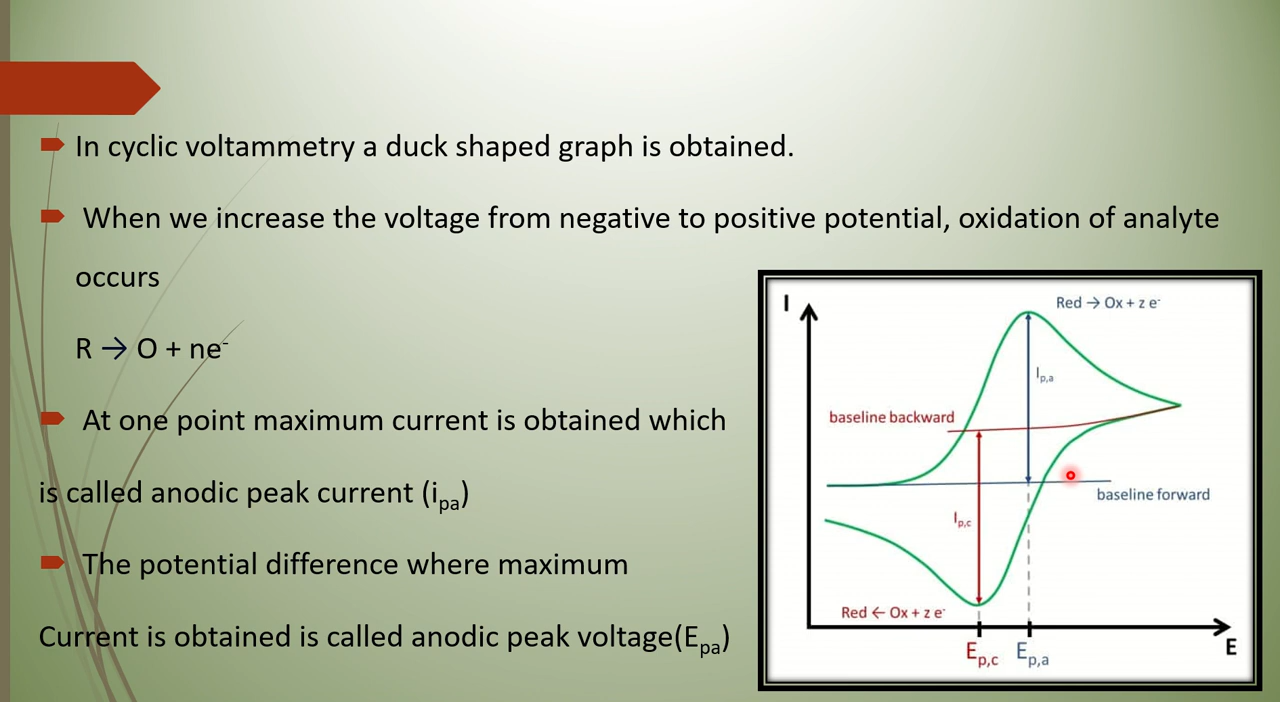 In cyclic voltammetry a duck shaped graph is obtained.
When we increase the voltage from negative to positive potential, oxidation of analyte
occurs
R → O + ne⁻
At one point maximum current is obtained which
is called anodic peak current (i_pa)
The potential difference where maximum
Current is obtained is called anodic peak voltage(E_pa)
I
Red → Ox + z e⁻
I_p,a
baseline backward
baseline forward
I_p,c
Red ← Ox + z e⁻
E_p,c E_p,a
E